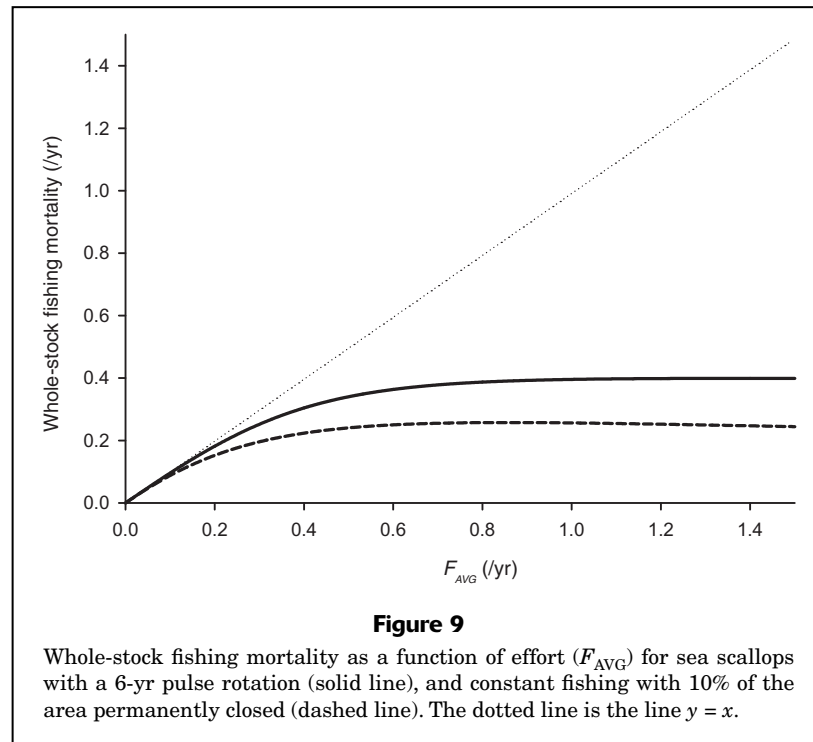 1.4
1.2
1.0
0.8
0.6
0.4
0.2
0.0
Whole-stock fishing mortality (/yr)
0.0 0.2 0.4 0.6 0.8 1.0 1.2 1.4
F_AVG (/yr)
Figure 9
Whole-stock fishing mortality as a function of effort (F_AVG) for sea scallops
with a 6-yr pulse rotation (solid line), and constant fishing with 10% of the
area permanently closed (dashed line). The dotted line is the line y = x.